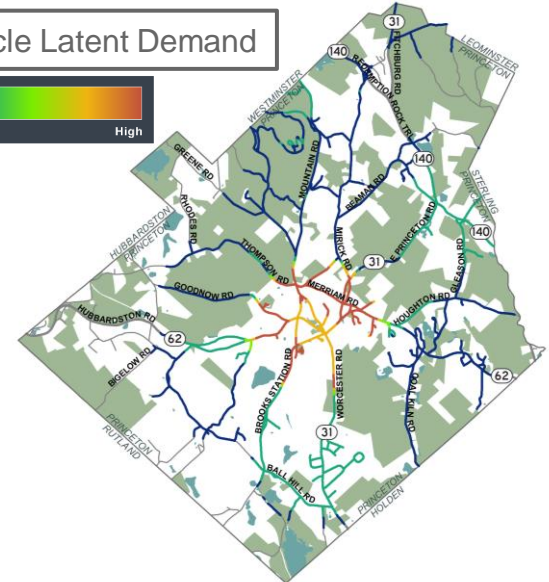 cle Latent Demand
High
31
FITCHBURG RD
LEOMINSTER
PRINCETON
140
REDEMPTION ROCK TRL
WESTMINSTER
PRINCETON
GREENE RD
MOUNTAIN RD
140
STERLING
PRINCETON
BEAMAN RD
RHODES RD
HUBBARDSTON
PRINCETON
E PRINCETON RD
140
MIRICK RD
31
GLEASON RD
THOMPSON RD
MERRIAM RD
GOODNOW RD
HOUGHTON RD
HUBBARDSTON RD
62
BIGELOW RD
62
BROOKS STATION RD
WORCESTER RD
COAL KILN RD
PRINCETON
RUTLAND
31
BALL HILL RD
PRINCETON
HOLDEN